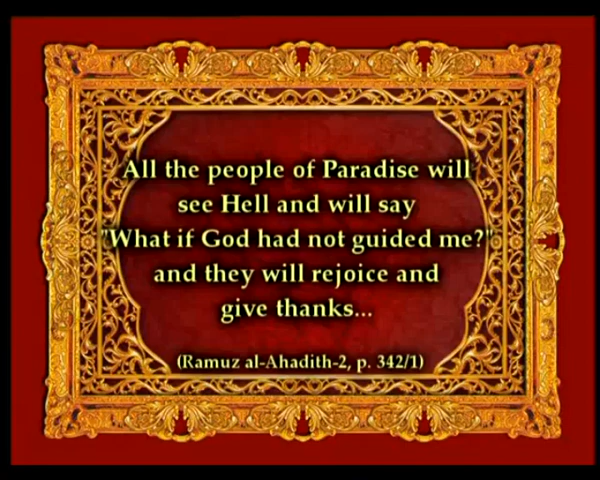 All the people of Paradise will
see Hell and will say
"What if God had not guided me?"
and they will rejoice and
give thanks...
(Ramuz al-Ahadith-2, p. 342/1)